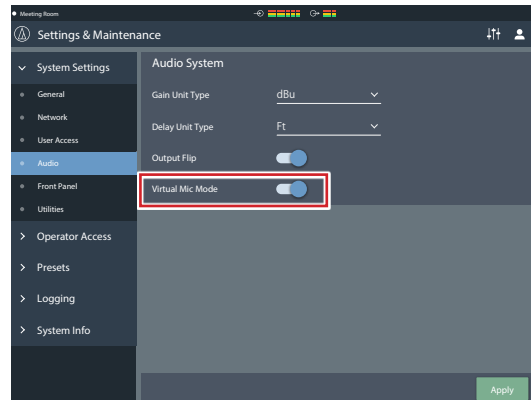 Meeting Room
Settings & Maintenance
System Settings
General
Network
User Access
Audio
Front Panel
Utilities
Operator Access
Presets
Logging
System Info
Audio System
Gain Unit Type dBu
Delay Unit Type Ft
Output Flip
Virtual Mic Mode
Apply